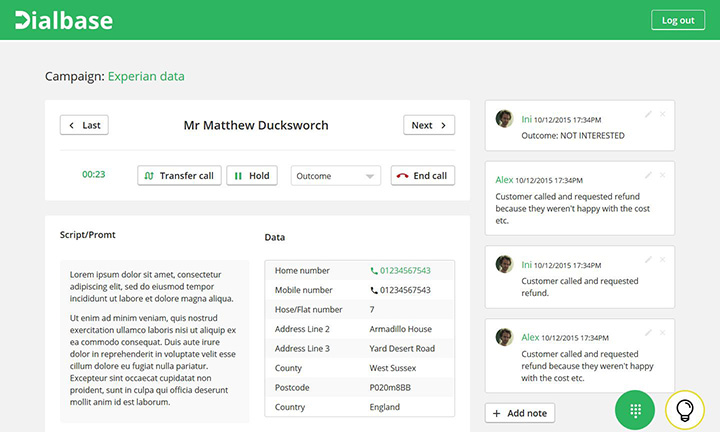 Dialbase
Log out
Campaign: Experian data
Last
Mr Matthew Ducksworch
Next
00:23
Transfer call
Hold
Outcome
End call
Script/Promt
Lorem ipsum dolor sit amet, consectetur
adipiscing elit, sed do eiusmod tempor
incididunt ut labore et dolore magna aliqua.
Ut enim ad minim veniam, quis nostrud
exercitation ullamco laboris nisi ut aliquip ex
ea commodo consequat. Duis aute irure
dolor in reprehenderit in voluptate velit esse
cillum dolore eu fugiat nulla pariatur.
Excepteur sint occaecat cupidatat non
proident, sunt in culpa qui officia deserunt
mollit anim id est laborum.
Data
Home number 01234567543
Mobile number 01234567543
Hose/Flat number 7
Address Line 2 Armadillo House
Address Line 3 Yard Desert Road
County West Sussex
Postcode P020m8BB
Country England
Ini 10/12/2015 17:34PM
Outcome: NOT INTERESTED
Alex 10/12/2015 17:34PM
Customer called and requested refund
because they weren't happy with the cost
etc.
Ini 10/12/2015 17:34PM
Customer called and requested
refund.
Alex 10/12/2015 17:34PM
Customer called and requested
refund because they weren't happy
with the cost etc.
+ Add note